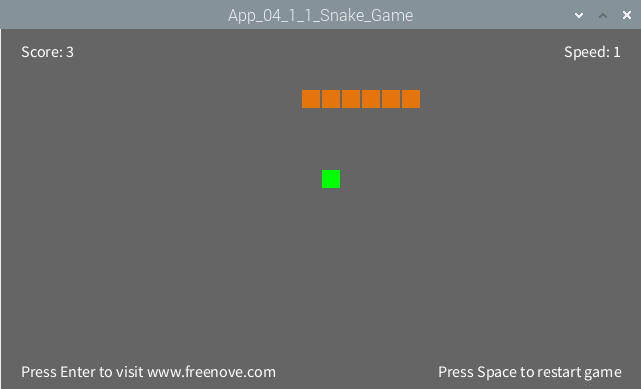 App_04_1_1_Snake_Game
Score: 3
Speed: 1
Press Enter to visit www.freenove.com
Press Space to restart game